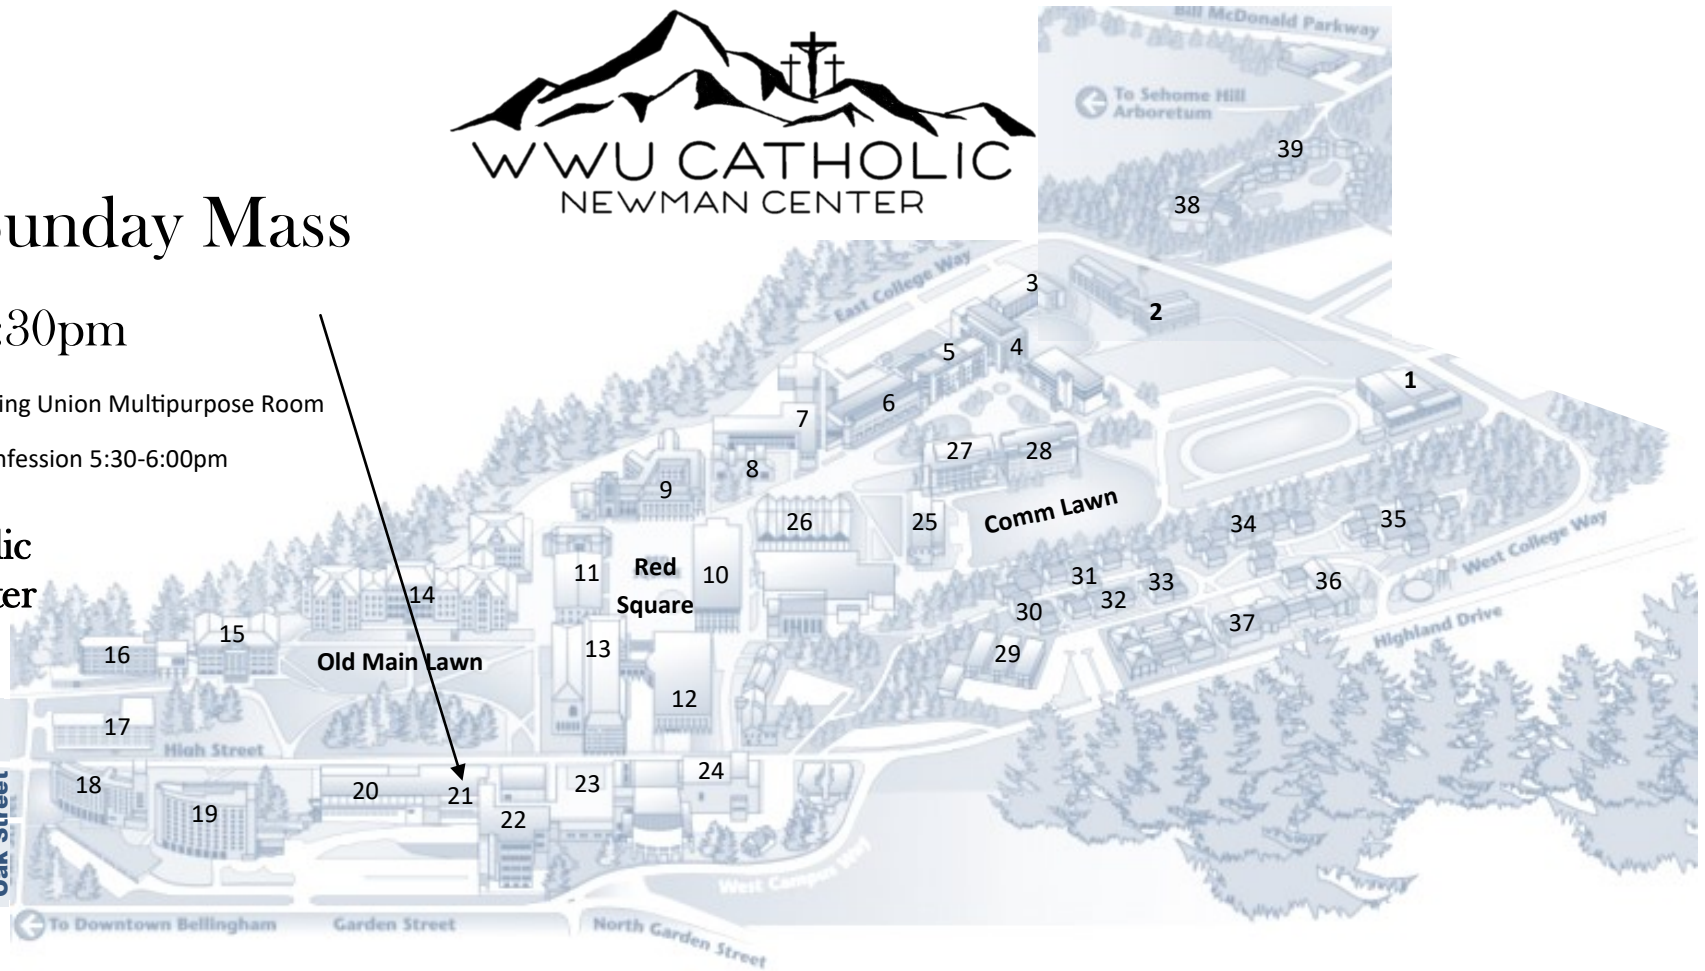 WWU CATHOLIC
NEWMAN CENTER
unday Mass
:30pm
ing Union Multipurpose Room
nfession 5:30-6:00pm
lic
ter
Bill McDonald Parkway
To Sehome Hill
Arboretum
39
38
East College Way
3
2
4
5
1
6
7
27
28
8
9
26
25
Comm Lawn
34
35
West College Way
11
Red
Square
10
31
33
36
32
30
14
37
Highland Drive
15
16
Old Main Lawn
13
29
12
17
High Street
18
19
20
21
22
23
24
Oak Street
West Campus Way
To Downtown Bellingham
Garden Street
North Garden Street